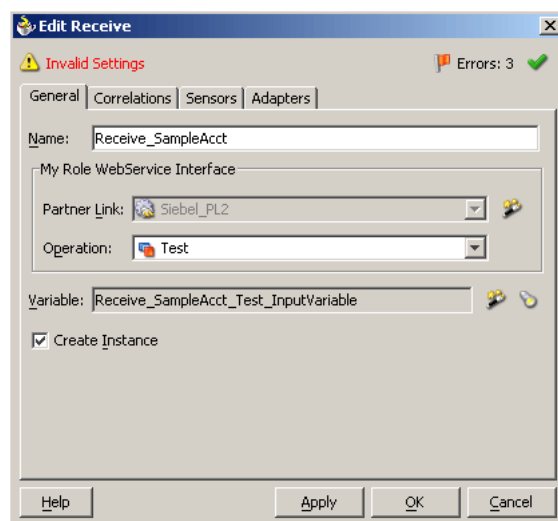 Edit Receive
Invalid Settings Errors: 3
General Correlations Sensors Adapters
Name: Receive_SampleAcct
My Role WebService Interface
Partner Link: Siebel_PL2
Operation: Test
Variable: Receive_SampleAcct_Test_InputVariable
Create Instance
Help Apply OK Cancel